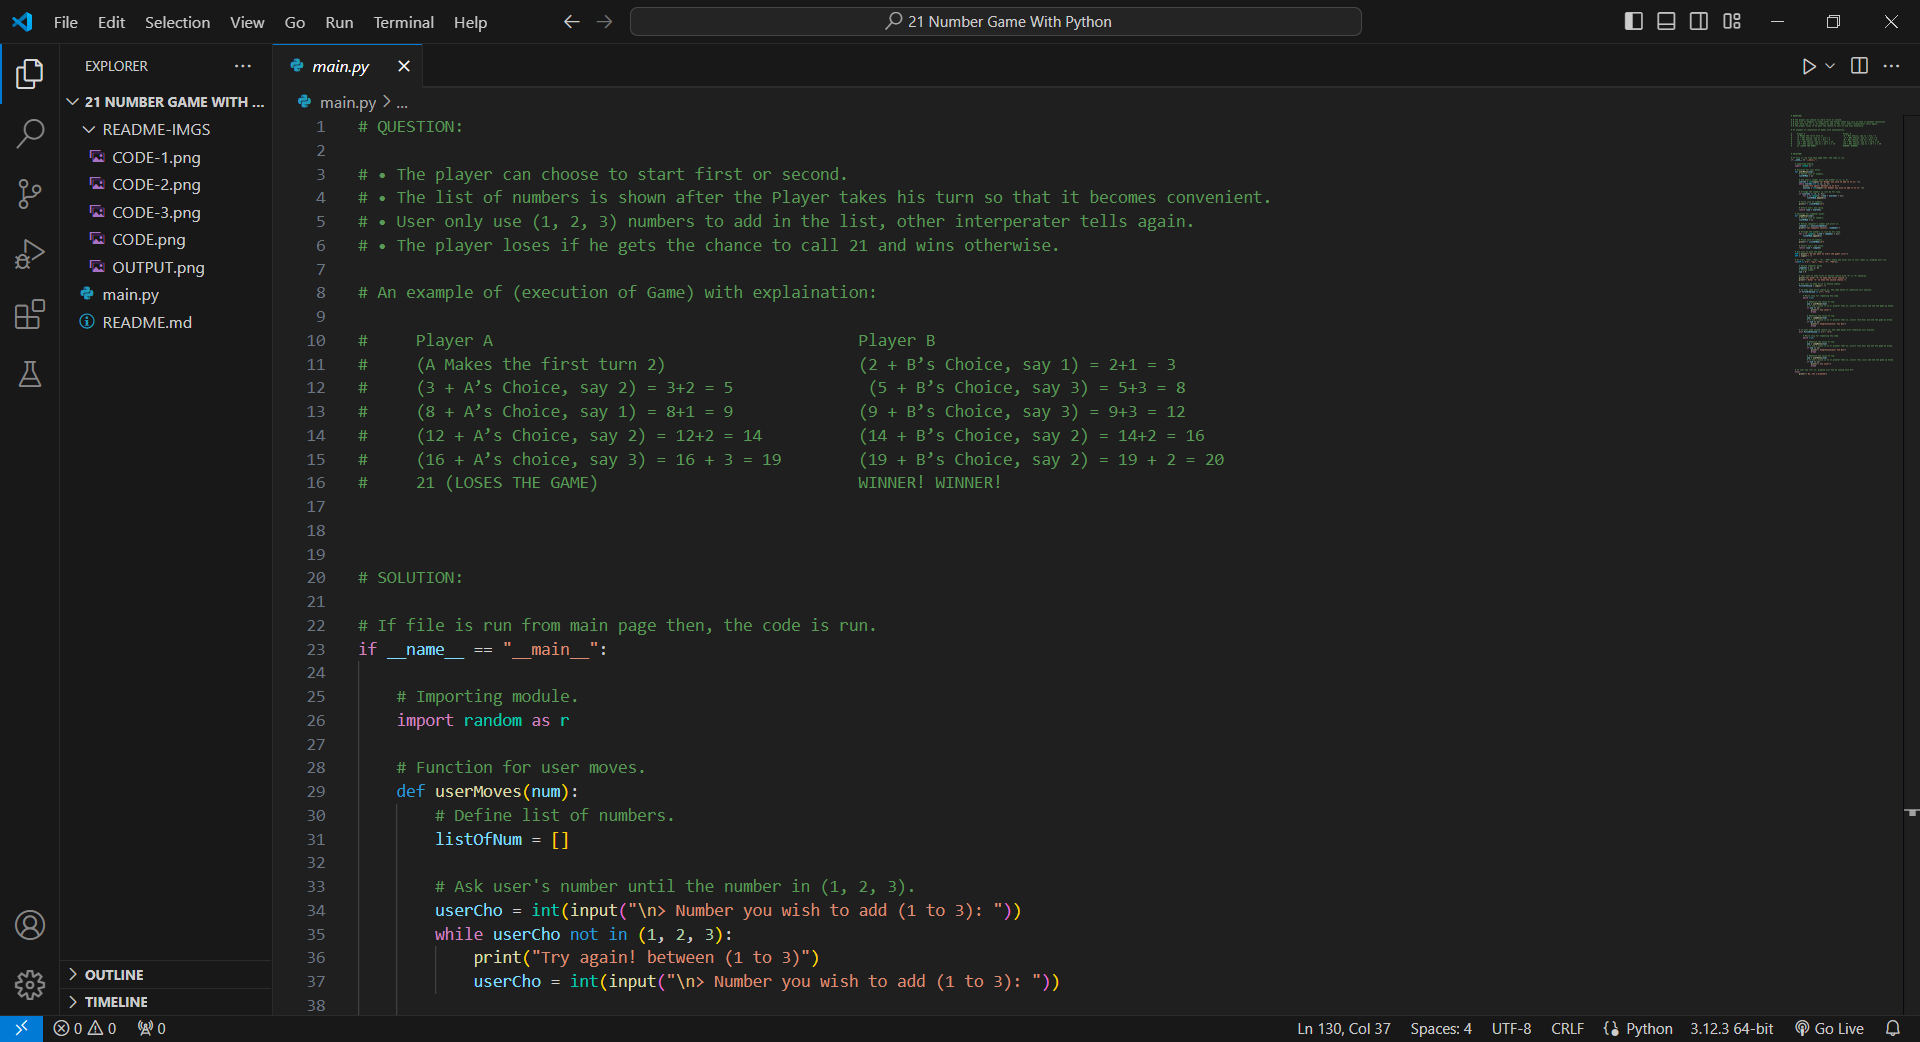 File Edit Selection View Go Run Terminal Help
21 Number Game With Python
EXPLORER
21 NUMBER GAME WITH ...
README-IMGS
CODE-1.png
CODE-2.png
CODE-3.png
CODE.png
OUTPUT.png
main.py
README.md
OUTLINE
TIMELINE
main.py
main.py > ...
1 # QUESTION:
2
3 # • The player can choose to start first or second.
4 # • The list of numbers is shown after the Player takes his turn so that it becomes convenient.
5 # • User only use (1, 2, 3) numbers to add in the list, other interperater tells again.
6 # • The player loses if he gets the chance to call 21 and wins otherwise.
7
8 # An example of (execution of Game) with explaination:
9
10 #     Player A                                      Player B
11 #     (A Makes the first turn 2)                    (2 + B’s Choice, say 1) = 2+1 = 3
12 #     (3 + A’s Choice, say 2) = 3+2 = 5              (5 + B’s Choice, say 3) = 5+3 = 8
13 #     (8 + A’s Choice, say 1) = 8+1 = 9             (9 + B’s Choice, say 3) = 9+3 = 12
14 #     (12 + A’s Choice, say 2) = 12+2 = 14          (14 + B’s Choice, say 2) = 14+2 = 16
15 #     (16 + A’s choice, say 3) = 16 + 3 = 19        (19 + B’s Choice, say 2) = 19 + 2 = 20
16 #     21 (LOSES THE GAME)                           WINNER! WINNER!
17
18
19
20 # SOLUTION:
21
22 # If file is run from main page then, the code is run.
23 if __name__ == "__main__":
24
25     # Importing module.
26     import random as r
27
28     # Function for user moves.
29     def userMoves(num):
30         # Define list of numbers.
31         listOfNum = []
32
33         # Ask user's number until the number in (1, 2, 3).
34         userCho = int(input("\n> Number you wish to add (1 to 3): "))
35         while userCho not in (1, 2, 3):
36             print("Try again! between (1 to 3)")
37             userCho = int(input("\n> Number you wish to add (1 to 3): "))
38
0 0 0 Ln 130, Col 37 Spaces: 4 UTF-8 CRLF Python 3.12.3 64-bit Go Live